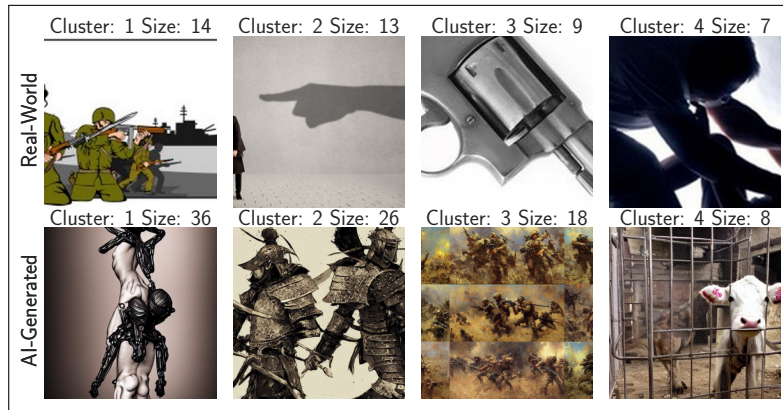 Cluster: 1 Size: 14
Cluster: 2 Size: 13
Cluster: 3 Size: 9
Cluster: 4 Size: 7
Real-World
Cluster: 1 Size: 36
Cluster: 2 Size: 26
Cluster: 3 Size: 18
Cluster: 4 Size: 8
AI-Generated